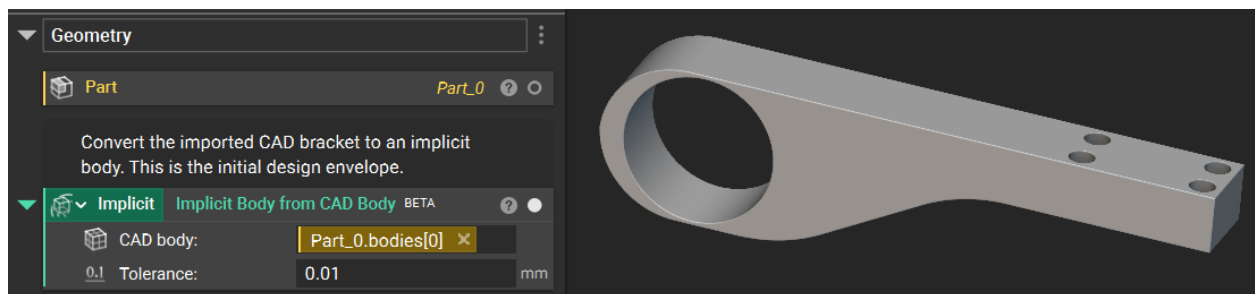 Geometry
Part Part_0 ?
Convert the imported CAD bracket to an implicit
body. This is the initial design envelope.
Implicit Implicit Body from CAD Body BETA ?
CAD body: Part_0.bodies[0] ×
0.1 Tolerance: 0.01 mm